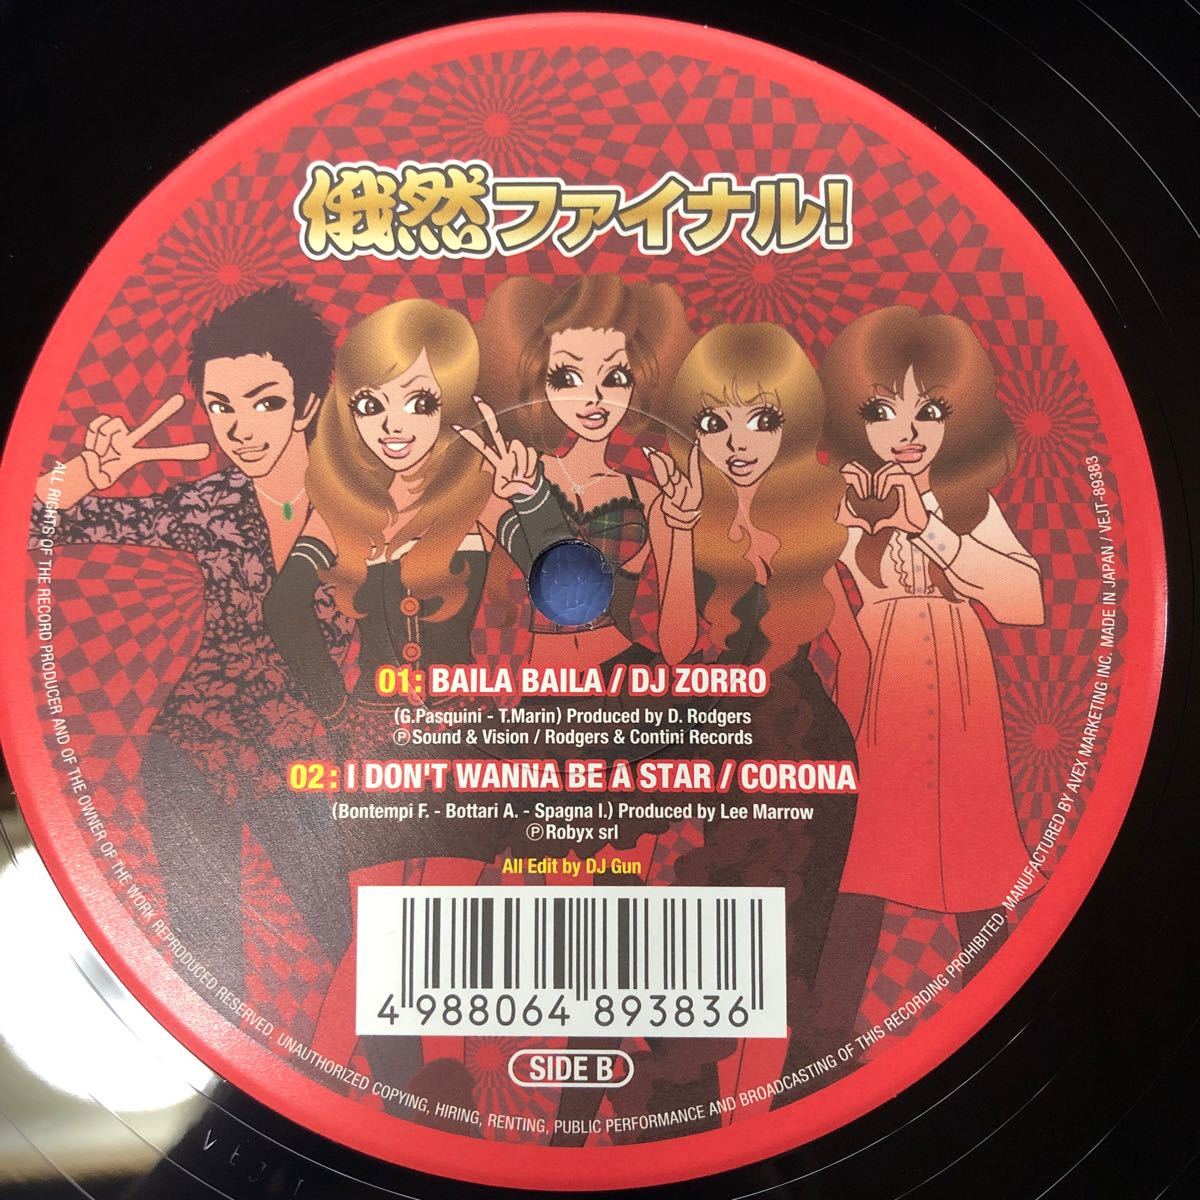 俄然ファイナル!
01: BAILA BAILA / DJ ZORRO
(G.Pasquini - T.Marin) Produced by D. Rodgers
℗Sound & Vision / Rodgers & Contini Records
02: I DON'T WANNA BE A STAR / CORONA
(Bontempi F. - Bottari A. - Spagna I.) Produced by Lee Marrow
℗Robyx srl
All Edit by DJ Gun
4 988064 893836
SIDE B
ALL RIGHTS OF THE RECORD PRODUCER AND OF THE OWNER OF THE WORK REPRODUCED RESERVED. UNAUTHORIZED COPYING, HIRING, RENTING, PUBLIC PERFORMANCE AND BROADCASTING OF THIS RECORDING PROHIBITED. MANUFACTURED BY AVEX MARKETING INC. MADE IN JAPAN / VEJT-89383
VEJT